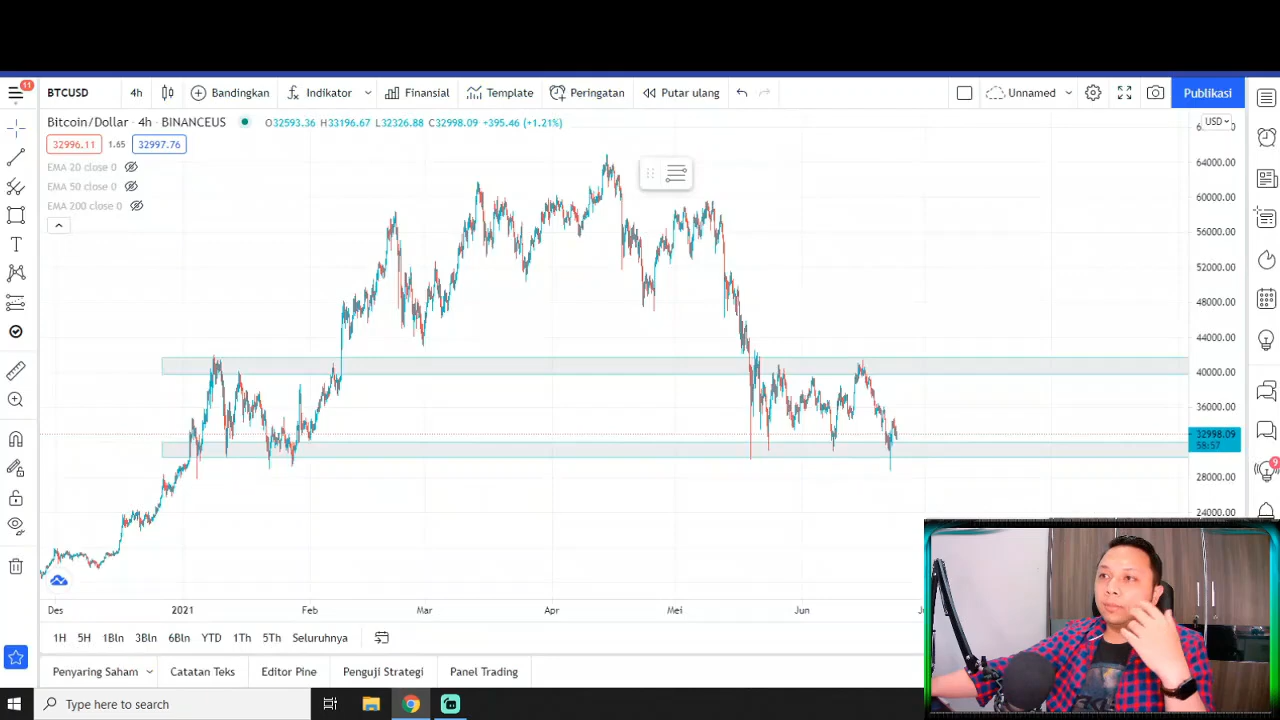 11
BTCUSD 4h Bandingkan Indikator Finansial Template Peringatan Putar ulang Unnamed Publikasi
Bitcoin/Dollar · 4h · BINANCEUS O32593.36 H33196.67 L32326.88 C32998.09 +395.46 (+1.21%)
USD
32996.11 1.65 32997.76
EMA 20 close 0
EMA 50 close 0
EMA 200 close 0
64000.00
60000.00
56000.00
52000.00
48000.00
44000.00
40000.00
36000.00
32998.09
58:57
28000.00
24000.00
9
Des 2021 Feb Mar Apr Mei Jun
1H 5H 1Bln 3Bln 6Bln YTD 1Th 5Th Seluruhnya
Penyaring Saham Catatan Teks Editor Pine Penguji Strategi Panel Trading
Type here to search